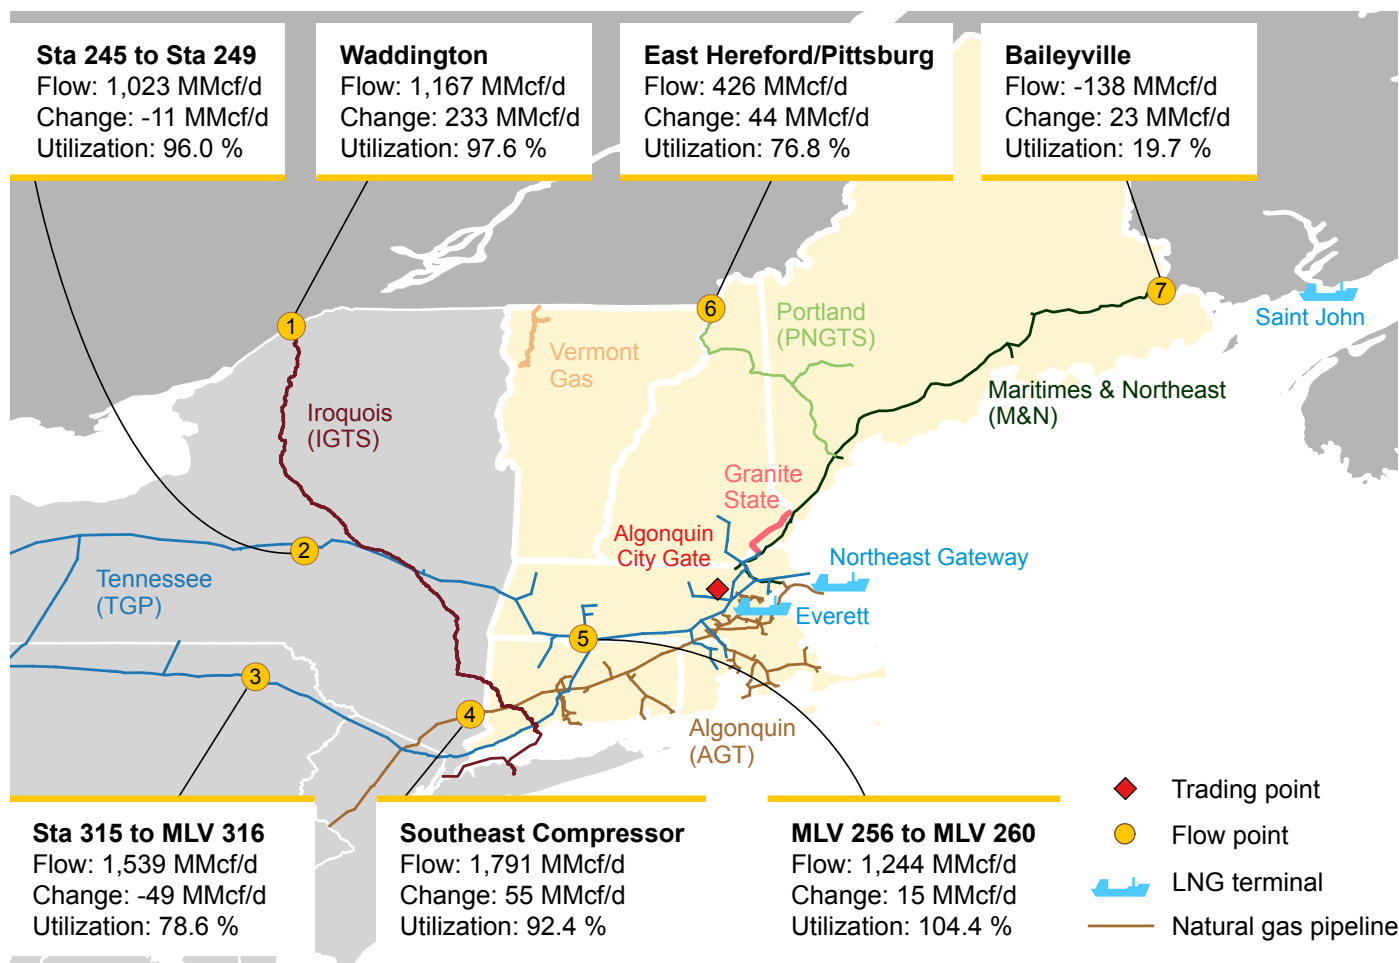 Sta 245 to Sta 249
Flow: 1,023 MMcf/d
Change: -11 MMcf/d
Utilization: 96.0 %
Waddington
Flow: 1,167 MMcf/d
Change: 233 MMcf/d
Utilization: 97.6 %
East Hereford/Pittsburg
Flow: 426 MMcf/d
Change: 44 MMcf/d
Utilization: 76.8 %
Baileyville
Flow: -138 MMcf/d
Change: 23 MMcf/d
Utilization: 19.7 %
1
6
7
Saint John
Portland
(PNGTS)
Vermont
Gas
Maritimes & Northeast
(M&N)
Iroquois
(IGTS)
Granite
State
Algonquin
City Gate
2
Northeast Gateway
Tennessee
(TGP)
Everett
5
3
4
Algonquin
(AGT)
Sta 315 to MLV 316
Flow: 1,539 MMcf/d
Change: -49 MMcf/d
Utilization: 78.6 %
Southeast Compressor
Flow: 1,791 MMcf/d
Change: 55 MMcf/d
Utilization: 92.4 %
MLV 256 to MLV 260
Flow: 1,244 MMcf/d
Change: 15 MMcf/d
Utilization: 104.4 %
Trading point
Flow point
LNG terminal
Natural gas pipeline